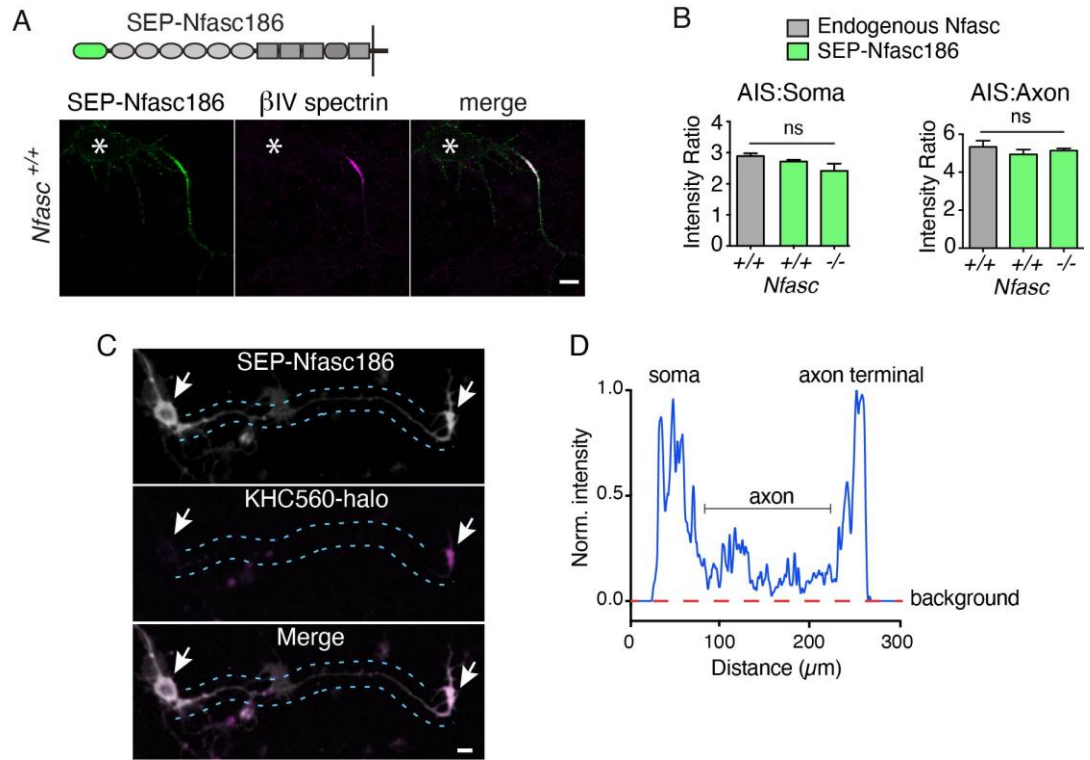 A
SEP-Nfasc186
SEP-Nfasc186 βIV spectrin merge
Nfasc +/+
* * *
B
Endogenous Nfasc
SEP-Nfasc186
AIS:Soma
Intensity Ratio
4
3
2
1
0
ns
+/+ +/+ -/-
Nfasc
AIS:Axon
Intensity Ratio
8
6
4
2
0
ns
+/+ +/+ -/-
Nfasc
C
SEP-Nfasc186
KHC560-halo
Merge
D
soma axon terminal
axon
background
Norm. intensity
1.0
0.5
0.0
0 100 200 300
Distance (µm)